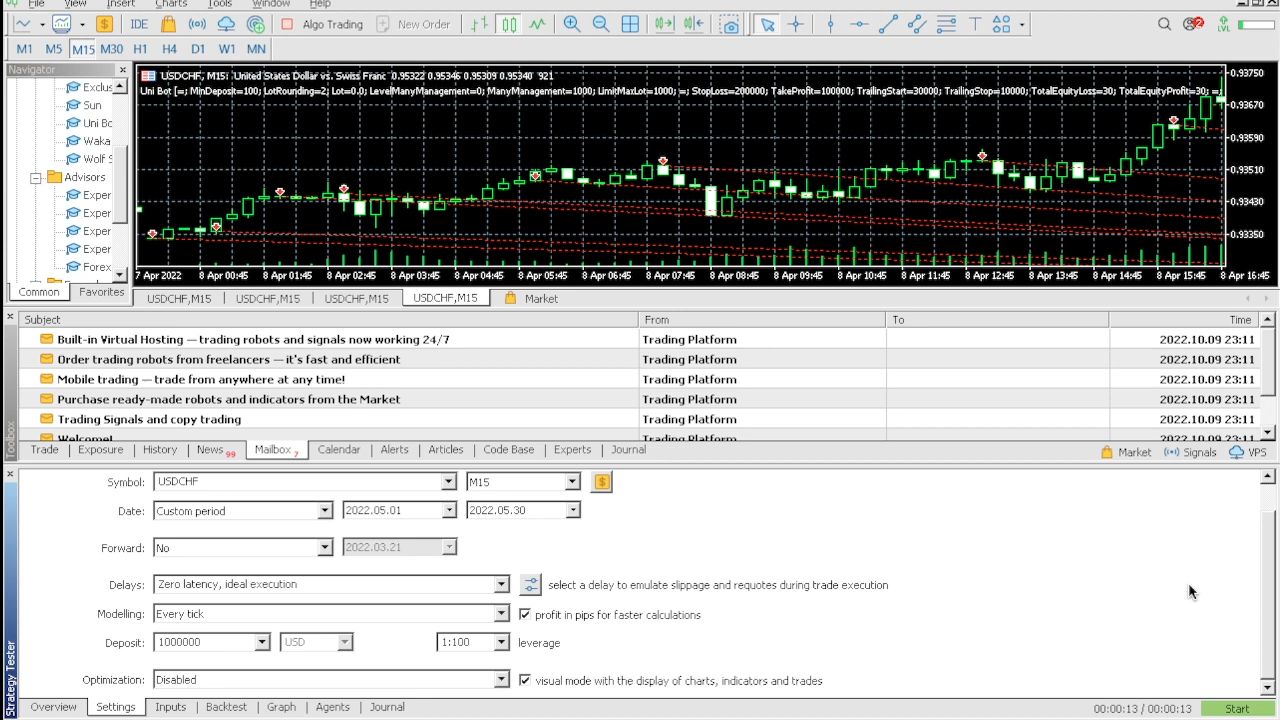 File View Insert Charts Tools Window Help
IDE Algo Trading New Order 2 LVL
M1 M5 M15 M30 H1 H4 D1 W1 MN
Navigator
Exclus
Sun
Uni Bo
Waka
Wolf S
Advisors
Exper
Exper
Exper
Exper
Forex
Common Favorites
USDCHF, M15: United States Dollar vs. Swiss Franc 0.95322 0.95346 0.95309 0.95340 921
Uni Bot [=; MinDeposit=100; LotRounding=2; Lot=0.0; LevelManyManagement=0; ManyManagement=1000; LimitMaxLot=1000; =; StopLoss=200000; TakeProfit=100000; TrailingStart=30000; TrailingStop=10000; TotalEquityLoss=30; TotalEquityProfit=30; =;
0.93750
0.93670
0.93590
0.93510
0.93430
0.93350
7 Apr 2022 8 Apr 00:45 8 Apr 01:45 8 Apr 02:45 8 Apr 03:45 8 Apr 04:45 8 Apr 05:45 8 Apr 06:45 8 Apr 07:45 8 Apr 08:45 8 Apr 09:45 8 Apr 10:45 8 Apr 11:45 8 Apr 12:45 8 Apr 13:45 8 Apr 14:45 8 Apr 15:45 8 Apr 16:45
USDCHF,M15 USDCHF,M15 USDCHF,M15 USDCHF,M15 Market
Subject From To Time
Built-in Virtual Hosting — trading robots and signals now working 24/7 Trading Platform 2022.10.09 23:11
Order trading robots from freelancers — it's fast and efficient Trading Platform 2022.10.09 23:11
Mobile trading — trade from anywhere at any time! Trading Platform 2022.10.09 23:11
Purchase ready-made robots and indicators from the Market Trading Platform 2022.10.09 23:11
Trading Signals and copy trading Trading Platform 2022.10.09 23:11
Welcome! Trading Platform 2022.10.09 23:11
Toolbox
Trade Exposure History News 99 Mailbox 7 Calendar Alerts Articles Code Base Experts Journal Market Signals VPS
Symbol: USDCHF M15
Date: Custom period 2022.05.01 2022.05.30
Forward: No 2022.03.21
Delays: Zero latency, ideal execution select a delay to emulate slippage and requotes during trade execution
Modelling: Every tick profit in pips for faster calculations
Deposit: 1000000 USD 1:100 leverage
Optimization: Disabled visual mode with the display of charts, indicators and trades
Strategy Tester
Overview Settings Inputs Backtest Graph Agents Journal 00:00:13 / 00:00:13 Start